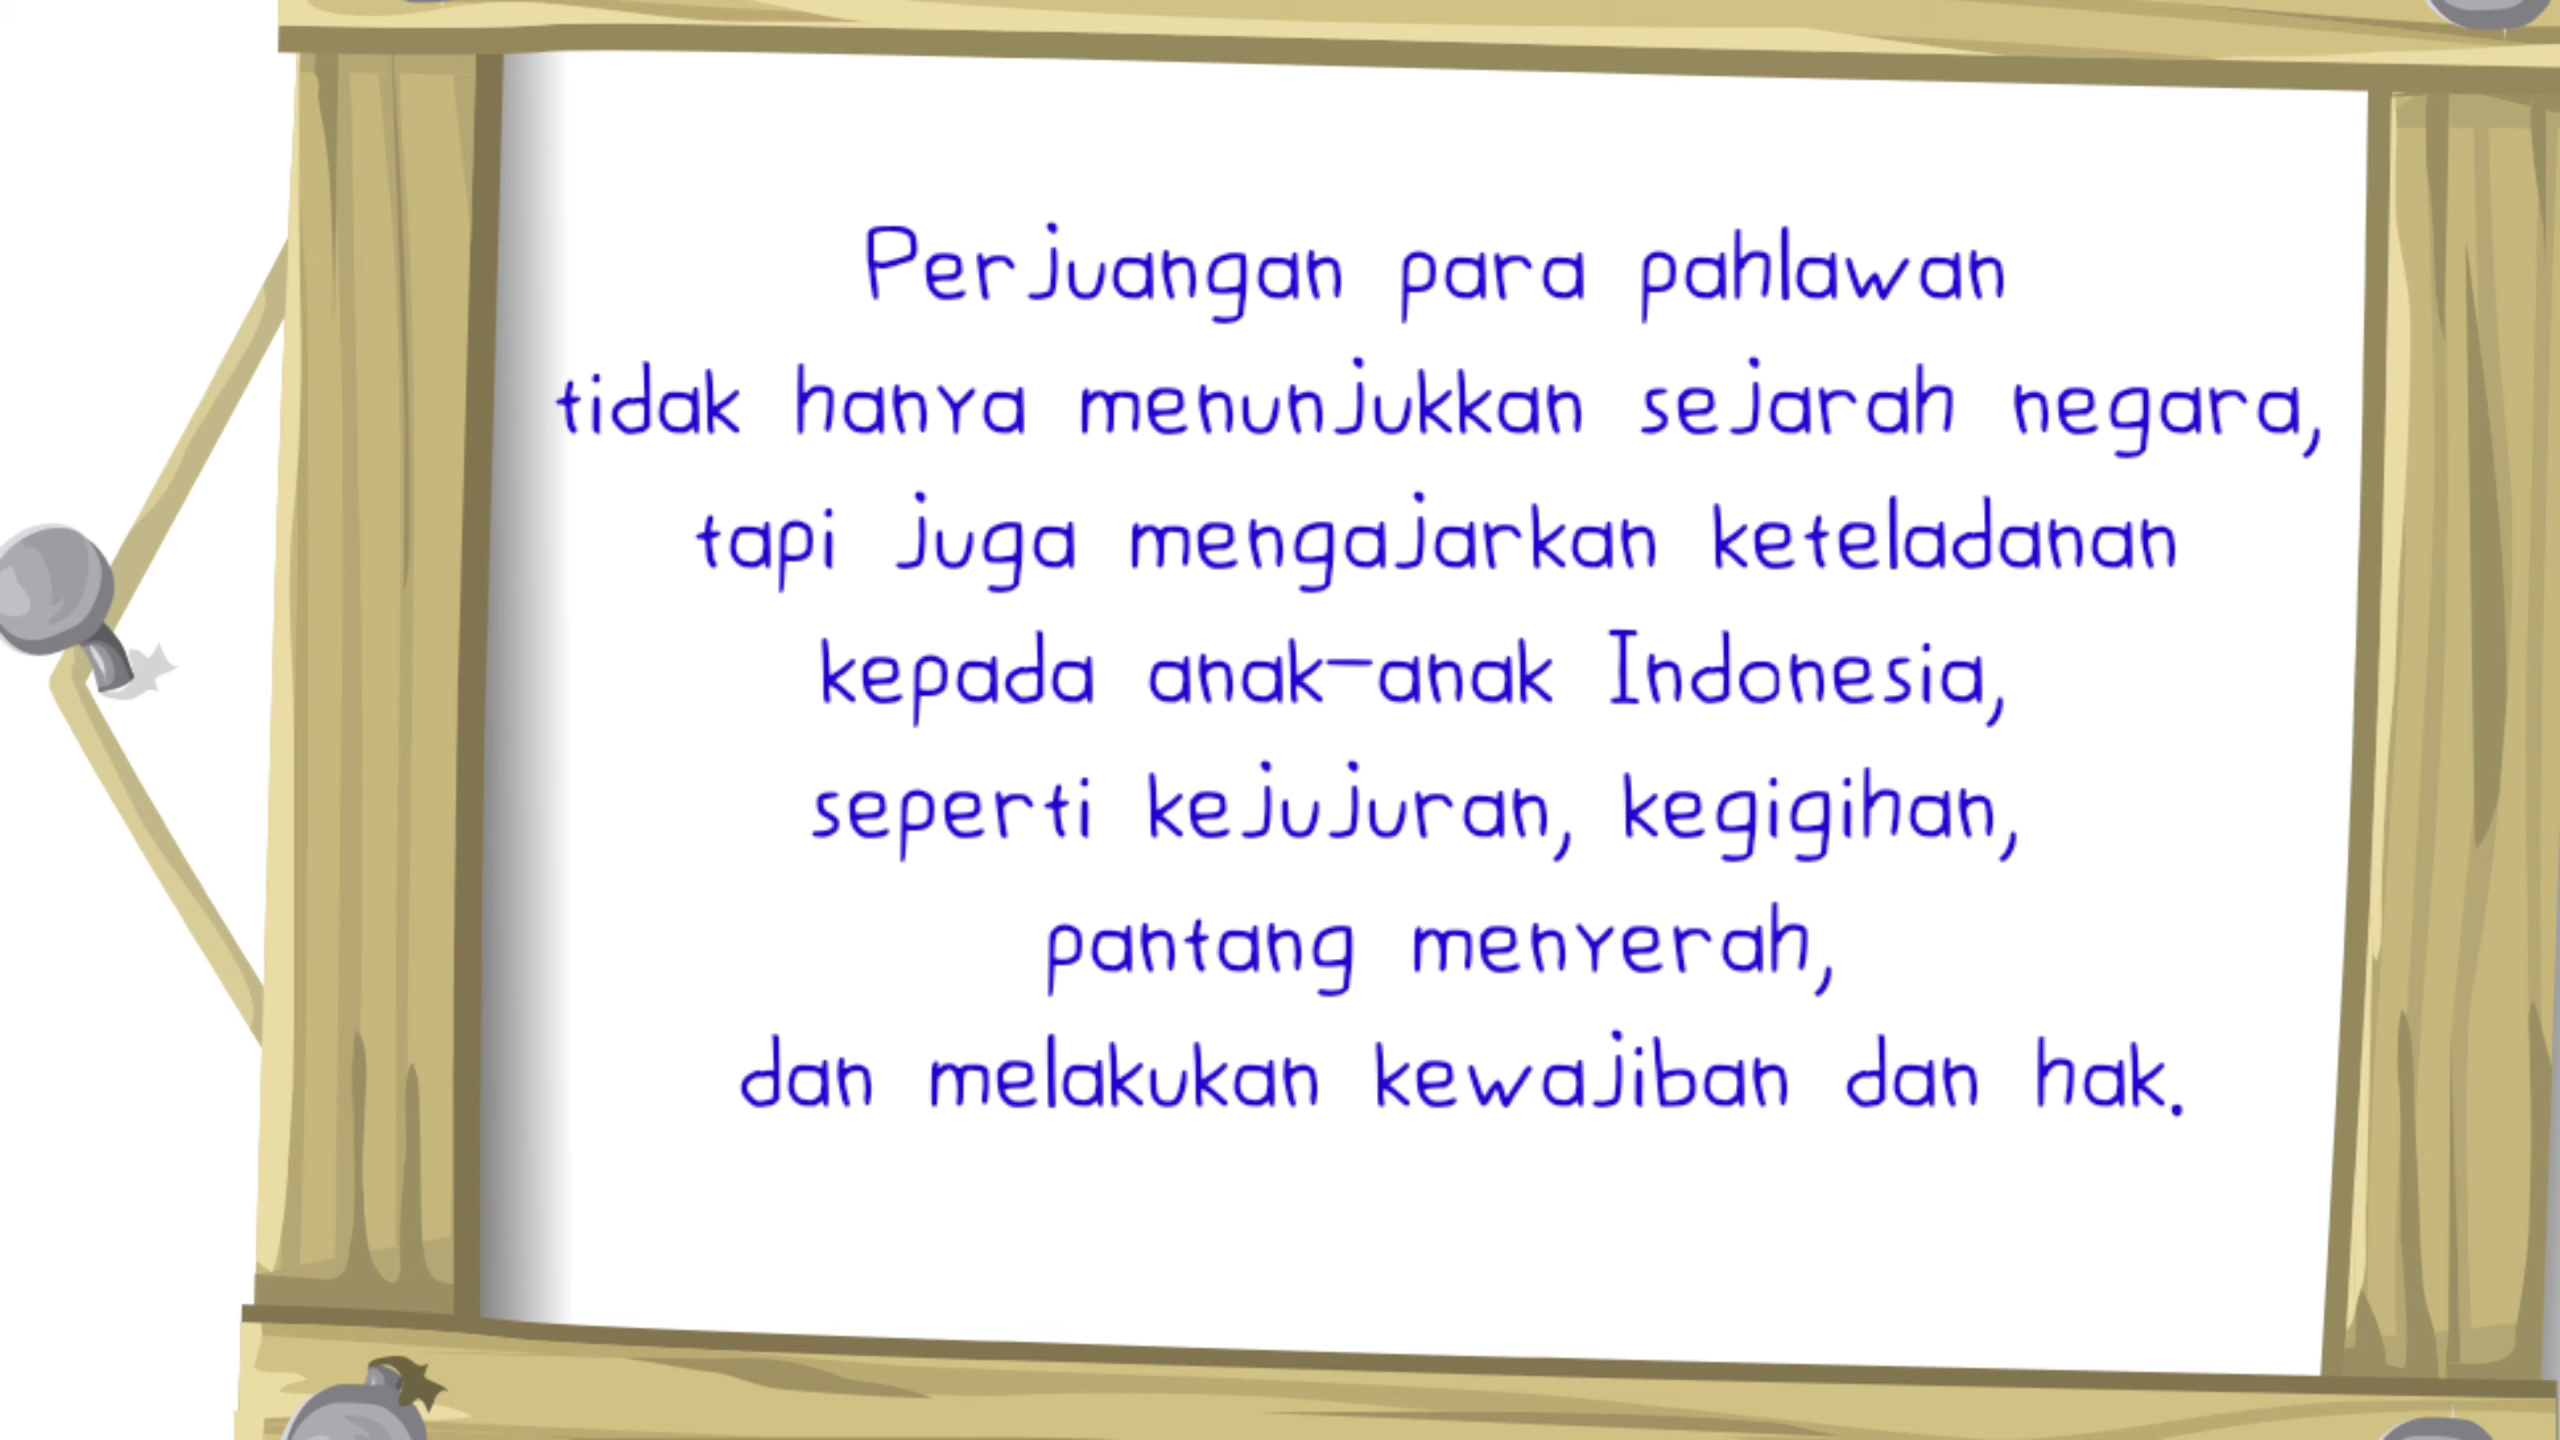 Perjuangan para pahlawan
tidak hanya menunjukkan sejarah negara,
tapi juga mengajarkan keteladanan
kepada anak-anak Indonesia,
seperti kejujuran, kegigihan,
pantang menyerah,
dan melakukan kewajiban dan hak.